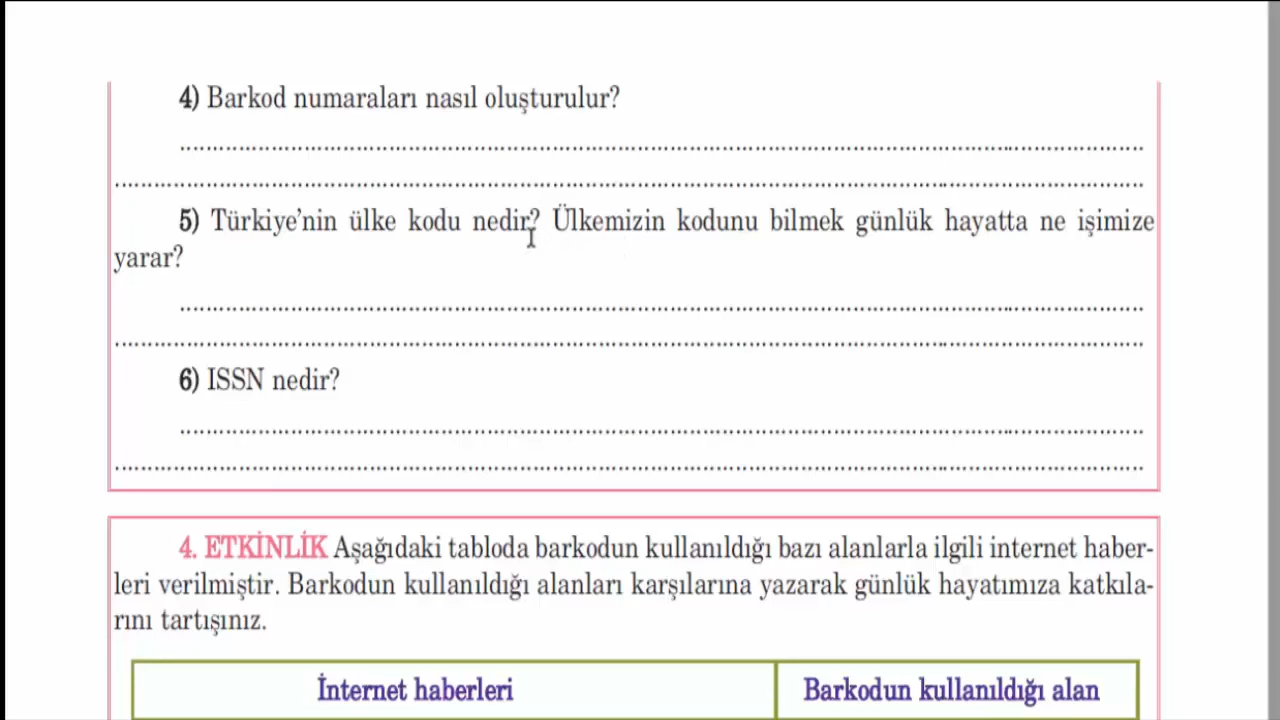 4) Barkod numaraları nasıl oluşturulur?
....................................................................................................................................................
..............................................................................................................................................................
5) Türkiye’nin ülke kodu nedir? Ülkemizin kodunu bilmek günlük hayatta ne işimize
yarar?
....................................................................................................................................................
..............................................................................................................................................................
6) ISSN nedir?
....................................................................................................................................................
..............................................................................................................................................................
4. ETKİNLİK Aşağıdaki tabloda barkodun kullanıldığı bazı alanlarla ilgili internet haber-
leri verilmiştir. Barkodun kullanıldığı alanları karşılarına yazarak günlük hayatımıza katkıla-
rını tartışınız.
İnternet haberleri
Barkodun kullanıldığı alan